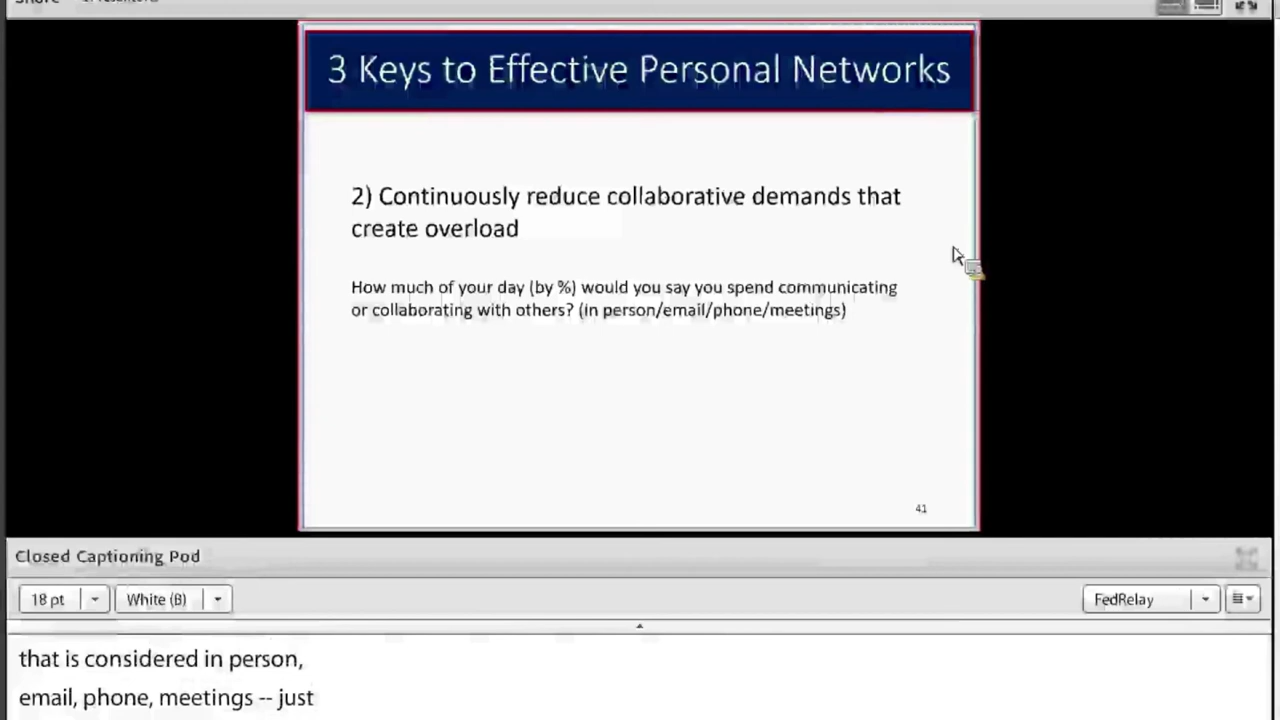 Share
3 Keys to Effective Personal Networks
2) Continuously reduce collaborative demands that
create overload
How much of your day (by %) would you say you spend communicating
or collaborating with others? (in person/email/phone/meetings)
41
Closed Captioning Pod
18 pt
White (B)
FedRelay
that is considered in person,
email, phone, meetings -- just